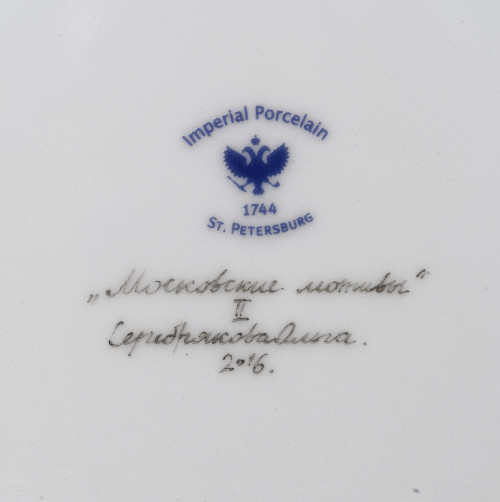 Imperial Porcelain
1744
St. Petersburg
„Московские мотивы“
II
Серебрякова Ольга.
2016.